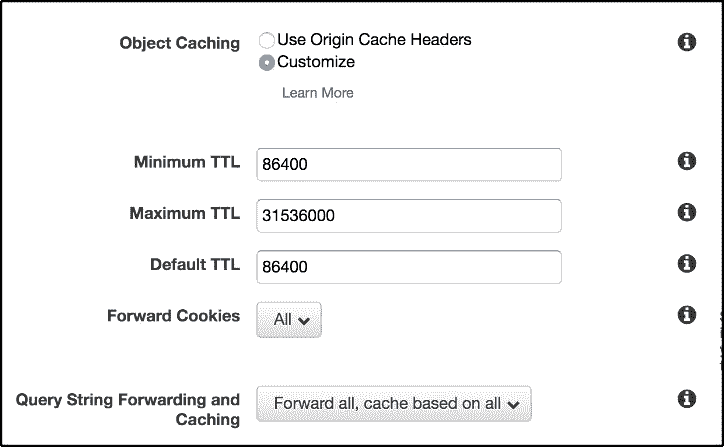 Object Caching
Use Origin Cache Headers
Customize
Learn More
Minimum TTL
86400
Maximum TTL
31536000
Default TTL
86400
Forward Cookies
All
Query String Forwarding and
Caching
Forward all, cache based on all